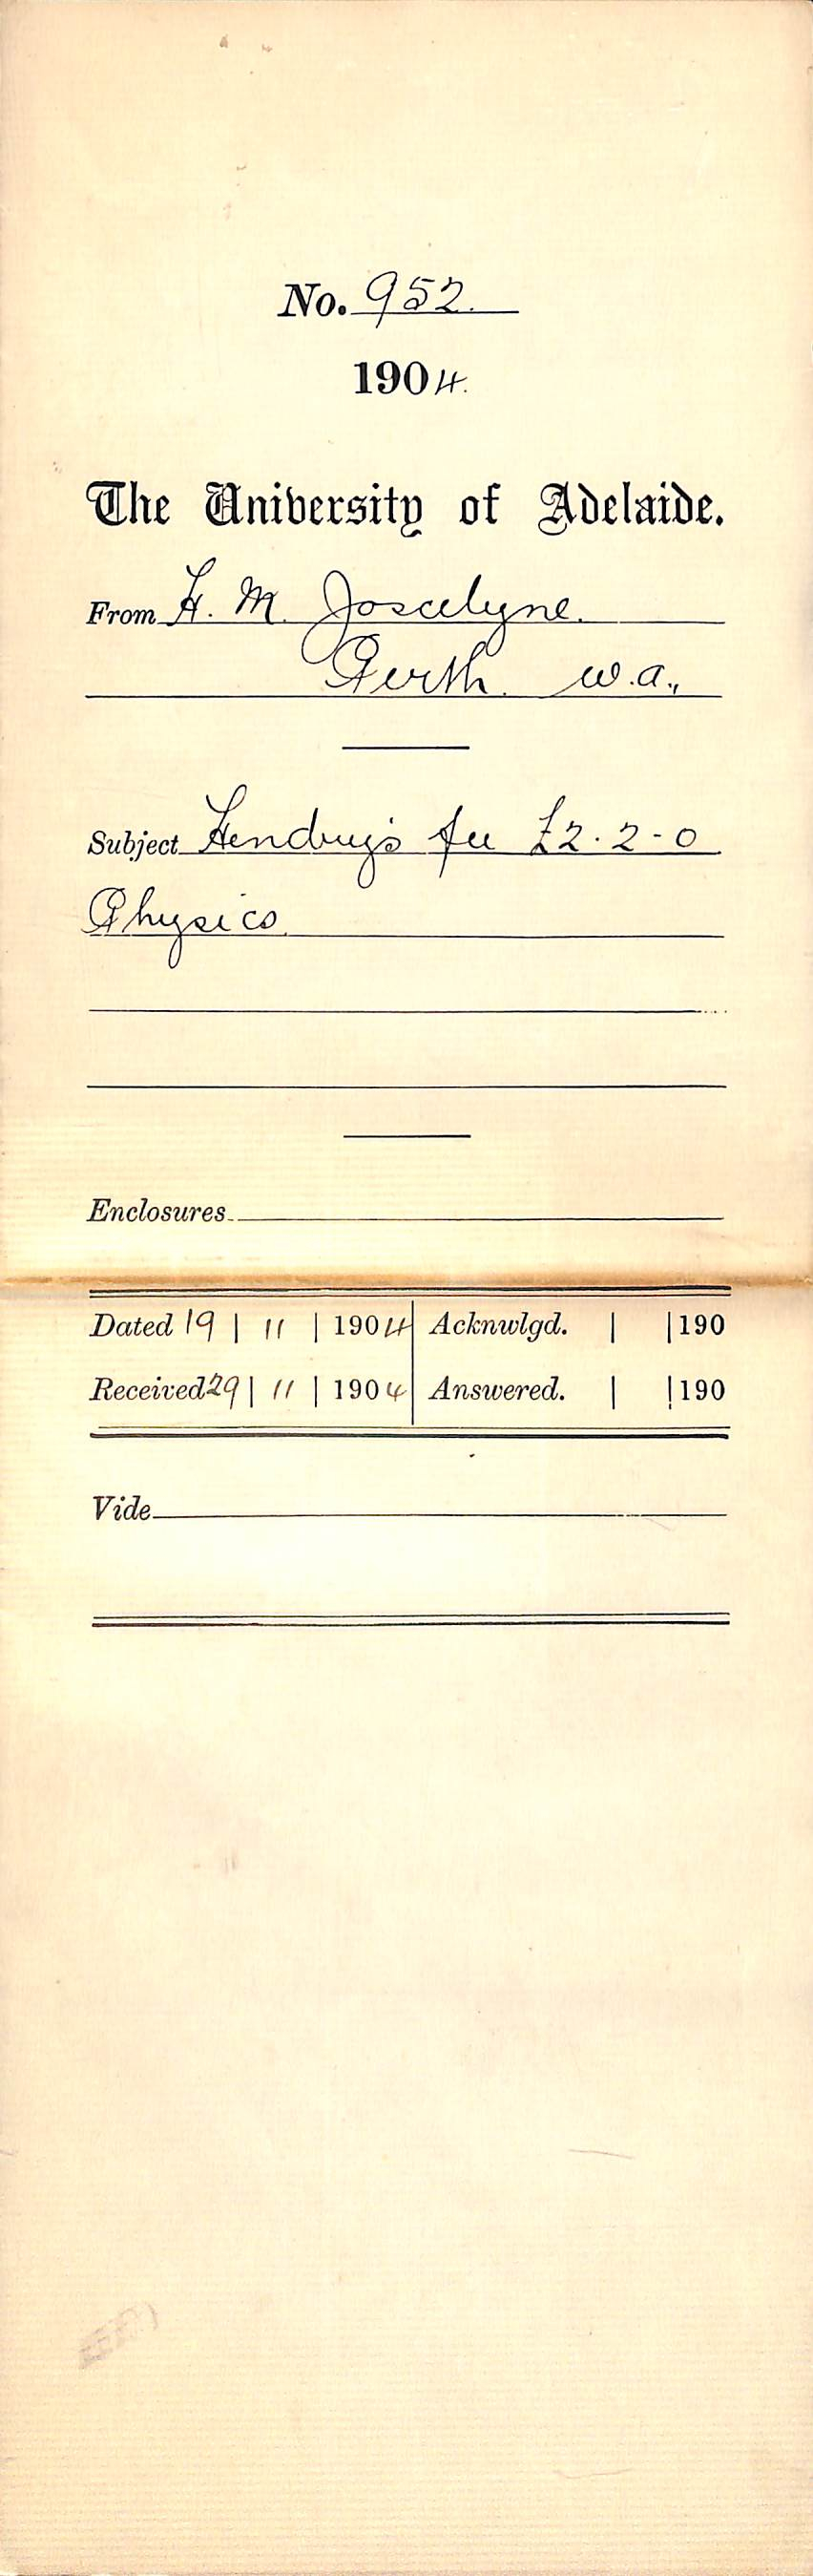 No. 952.
1904.
The University of Adelaide.
From H. M. Joscelyne.
Perth. W.A.,
Subject Hendry's fee £2-2-0
Physics.
Enclosures
Dated 19 | 11 | 1904 Acknwlgd. | |190
Received 29 | 11 | 1904 Answered. | |190
Vide